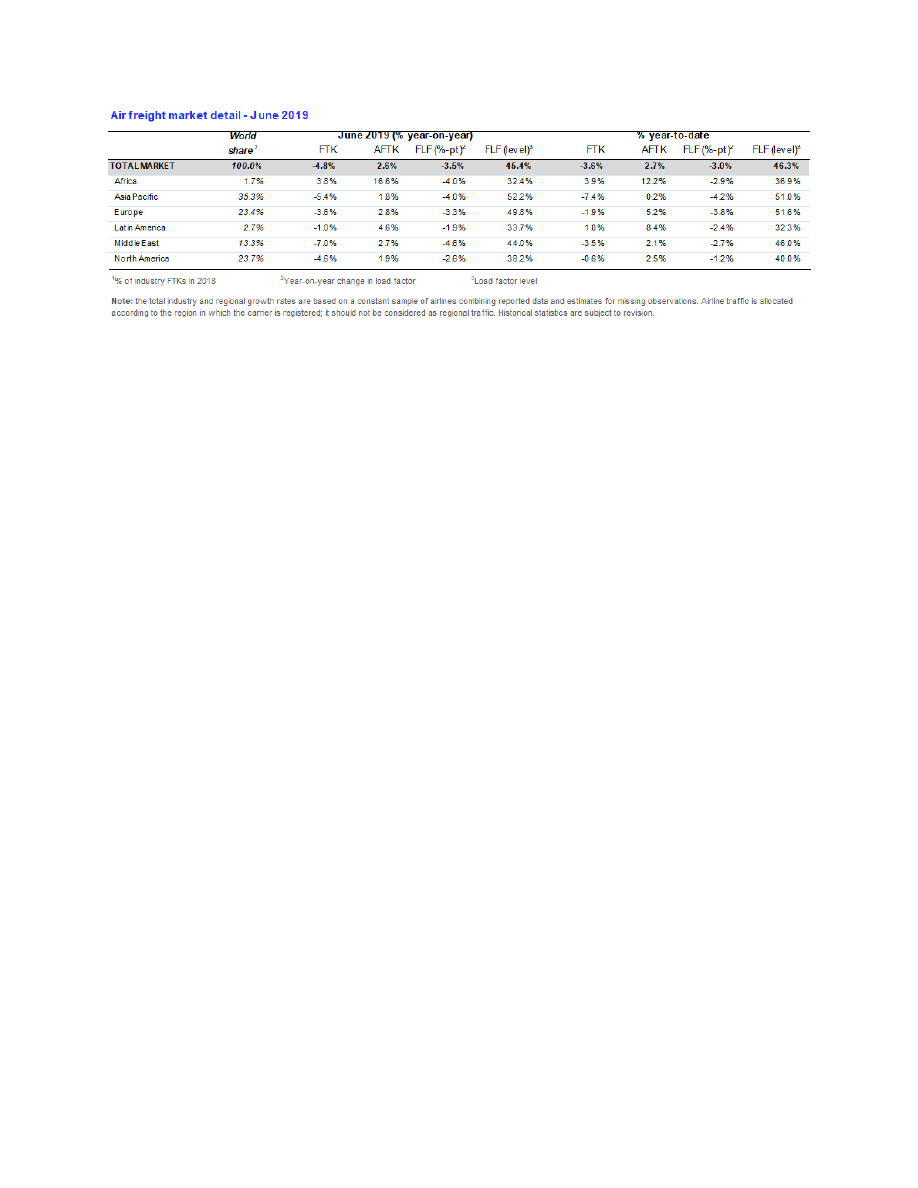 Air freight market detail - June 2019
World June 2019 (% year-on-year) % year-to-date
share ¹ FTK AFTK FLF (%-pt)² FLF (level)³ FTK AFTK FLF (%-pt)² FLF (level)³
TOTAL MARKET 100.0% -4.8% 2.6% -3.5% 45.4% -3.6% 2.7% -3.0% 46.3%
Africa 1.7% 3.8% 16.6% -4.0% 32.4% 3.9% 12.2% -2.9% 36.9%
Asia Pacific 35.3% -5.4% 1.8% -4.0% 52.2% -7.4% 0.2% -4.2% 51.0%
Europe 23.4% -3.6% 2.8% -3.3% 49.8% -1.9% 5.2% -3.8% 51.6%
Latin America 2.7% -1.0% 4.6% -1.9% 33.7% 1.0% 8.4% -2.4% 32.3%
Middle East 13.3% -7.0% 2.7% -4.6% 44.0% -3.5% 2.1% -2.7% 46.0%
North America 23.7% -4.6% 1.9% -2.6% 38.2% -0.6% 2.5% -1.2% 40.0%
¹% of industry FTKs in 2018 ²Year-on-year change in load factor ³Load factor level
Note: the total industry and regional growth rates are based on a constant sample of airlines combining reported data and estimates for missing observations. Airline traffic is allocated
according to the region in which the carrier is registered; it should not be considered as regional traffic. Historical statistics are subject to revision.